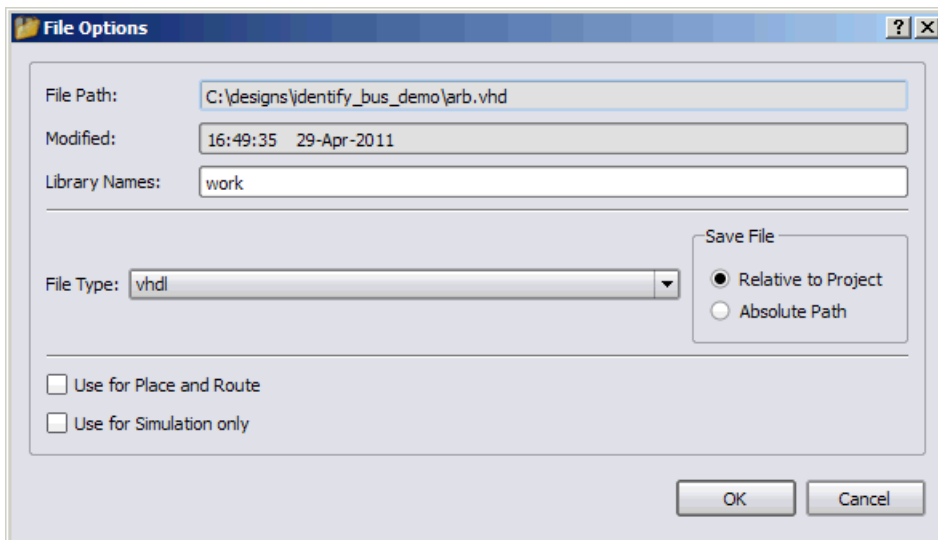 File Options
File Path: C:\designs\identify_bus_demo\arb.vhd
Modified: 16:49:35 29-Apr-2011
Library Names: work
Save File
File Type: vhdl
Relative to Project
Absolute Path
Use for Place and Route
Use for Simulation only
OK Cancel